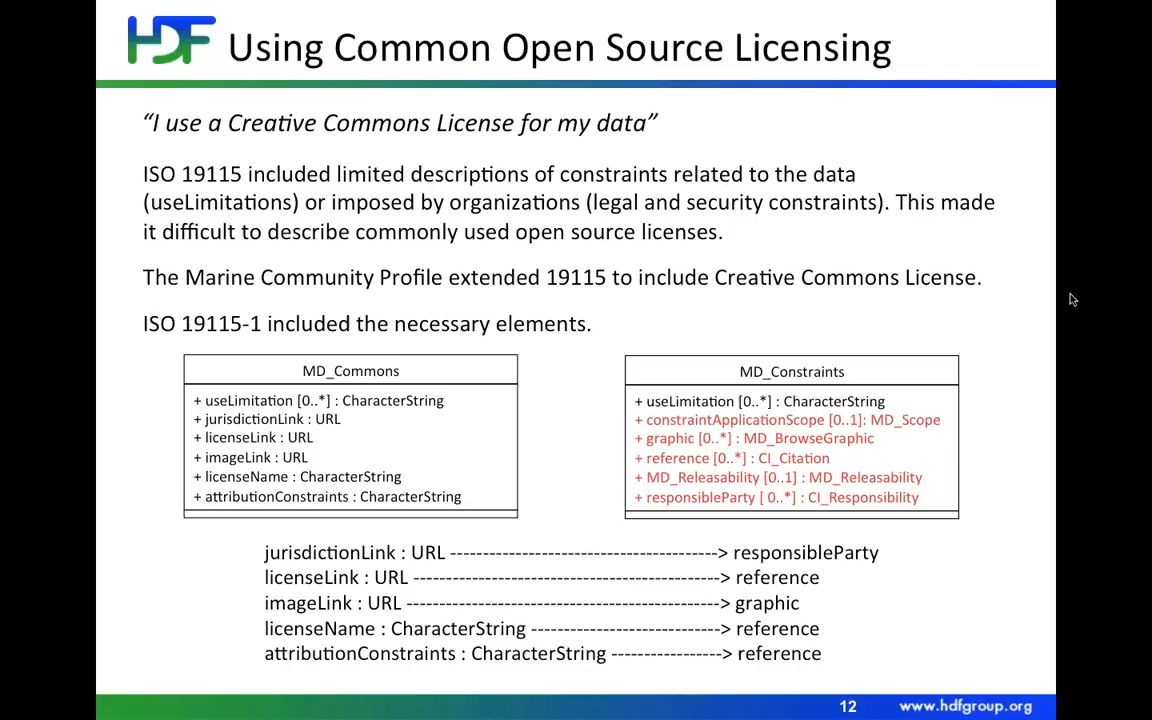 HDF Using Common Open Source Licensing
“I use a Creative Commons License for my data”
ISO 19115 included limited descriptions of constraints related to the data
(useLimitations) or imposed by organizations (legal and security constraints). This made
it difficult to describe commonly used open source licenses.
The Marine Community Profile extended 19115 to include Creative Commons License.
ISO 19115-1 included the necessary elements.
MD_Commons
+ useLimitation [0..*] : CharacterString
+ jurisdictionLink : URL
+ licenseLink : URL
+ imageLink : URL
+ licenseName : CharacterString
+ attributionConstraints : CharacterString
MD_Constraints
+ useLimitation [0..*] : CharacterString
+ constraintApplicationScope [0..1]: MD_Scope
+ graphic [0..*] : MD_BrowseGraphic
+ reference [0..*] : CI_Citation
+ MD_Releasability [0..1] : MD_Releasability
+ responsibleParty [ 0..*] : CI_Responsibility
jurisdictionLink : URL -----------------------------------------> responsibleParty
licenseLink : URL -----------------------------------------------> reference
imageLink : URL ------------------------------------------------> graphic
licenseName : CharacterString -----------------------------> reference
attributionConstraints : CharacterString -----------------> reference
12 www.hdfgroup.org